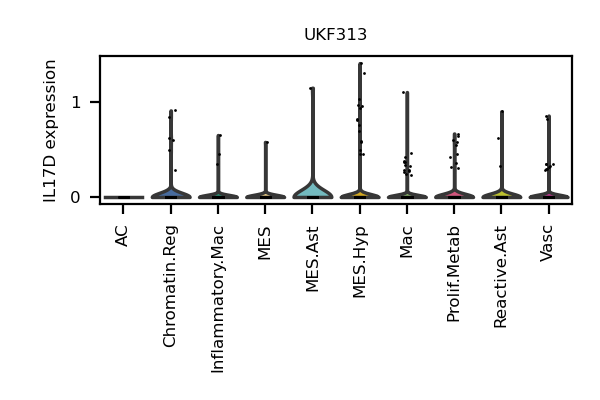 UKF313
IL17D expression
1
0
AC
Chromatin.Reg
Inflammatory.Mac
MES
MES.Ast
MES.Hyp
Mac
Prolif.Metab
Reactive.Ast
Vasc